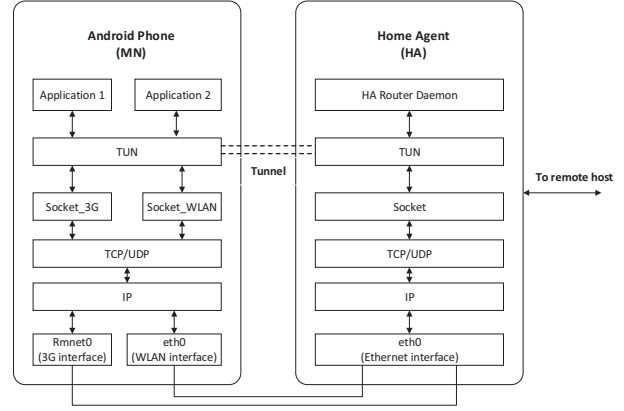 Android Phone
(MN)
Application 1
Application 2
TUN
Socket_3G
Socket_WLAN
TCP/UDP
IP
Rmnet0
(3G interface)
eth0
(WLAN interface)
Tunnel
Home Agent
(HA)
HA Router Daemon
TUN
Socket
TCP/UDP
IP
eth0
(Ethernet interface)
To remote host